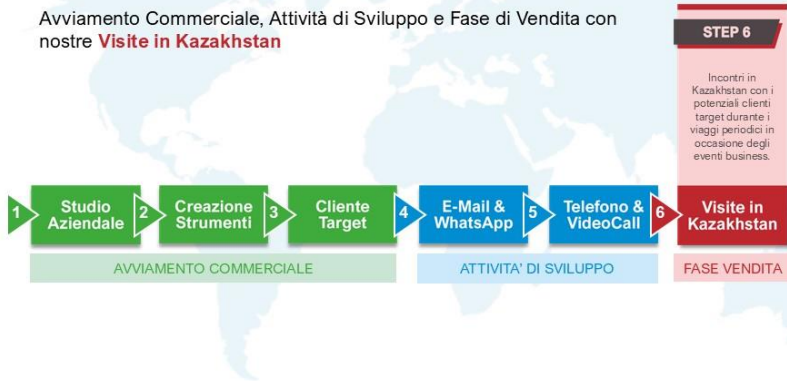 Avviamento Commerciale, Attività di Sviluppo e Fase di Vendita con
nostre Visite in Kazakhstan
STEP 6
Incontri in
Kazakhstan con i
potenziali clienti
target durante i
viaggi periodici in
occasione degli
eventi business.
1
Studio
Aziendale
2
Creazione
Strumenti
3
Cliente
Target
4
E-Mail &
WhatsApp
5
Telefono &
VideoCall
6
Visite in
Kazakhstan
AVVIAMENTO COMMERCIALE
ATTIVITA' DI SVILUPPO
FASE VENDITA